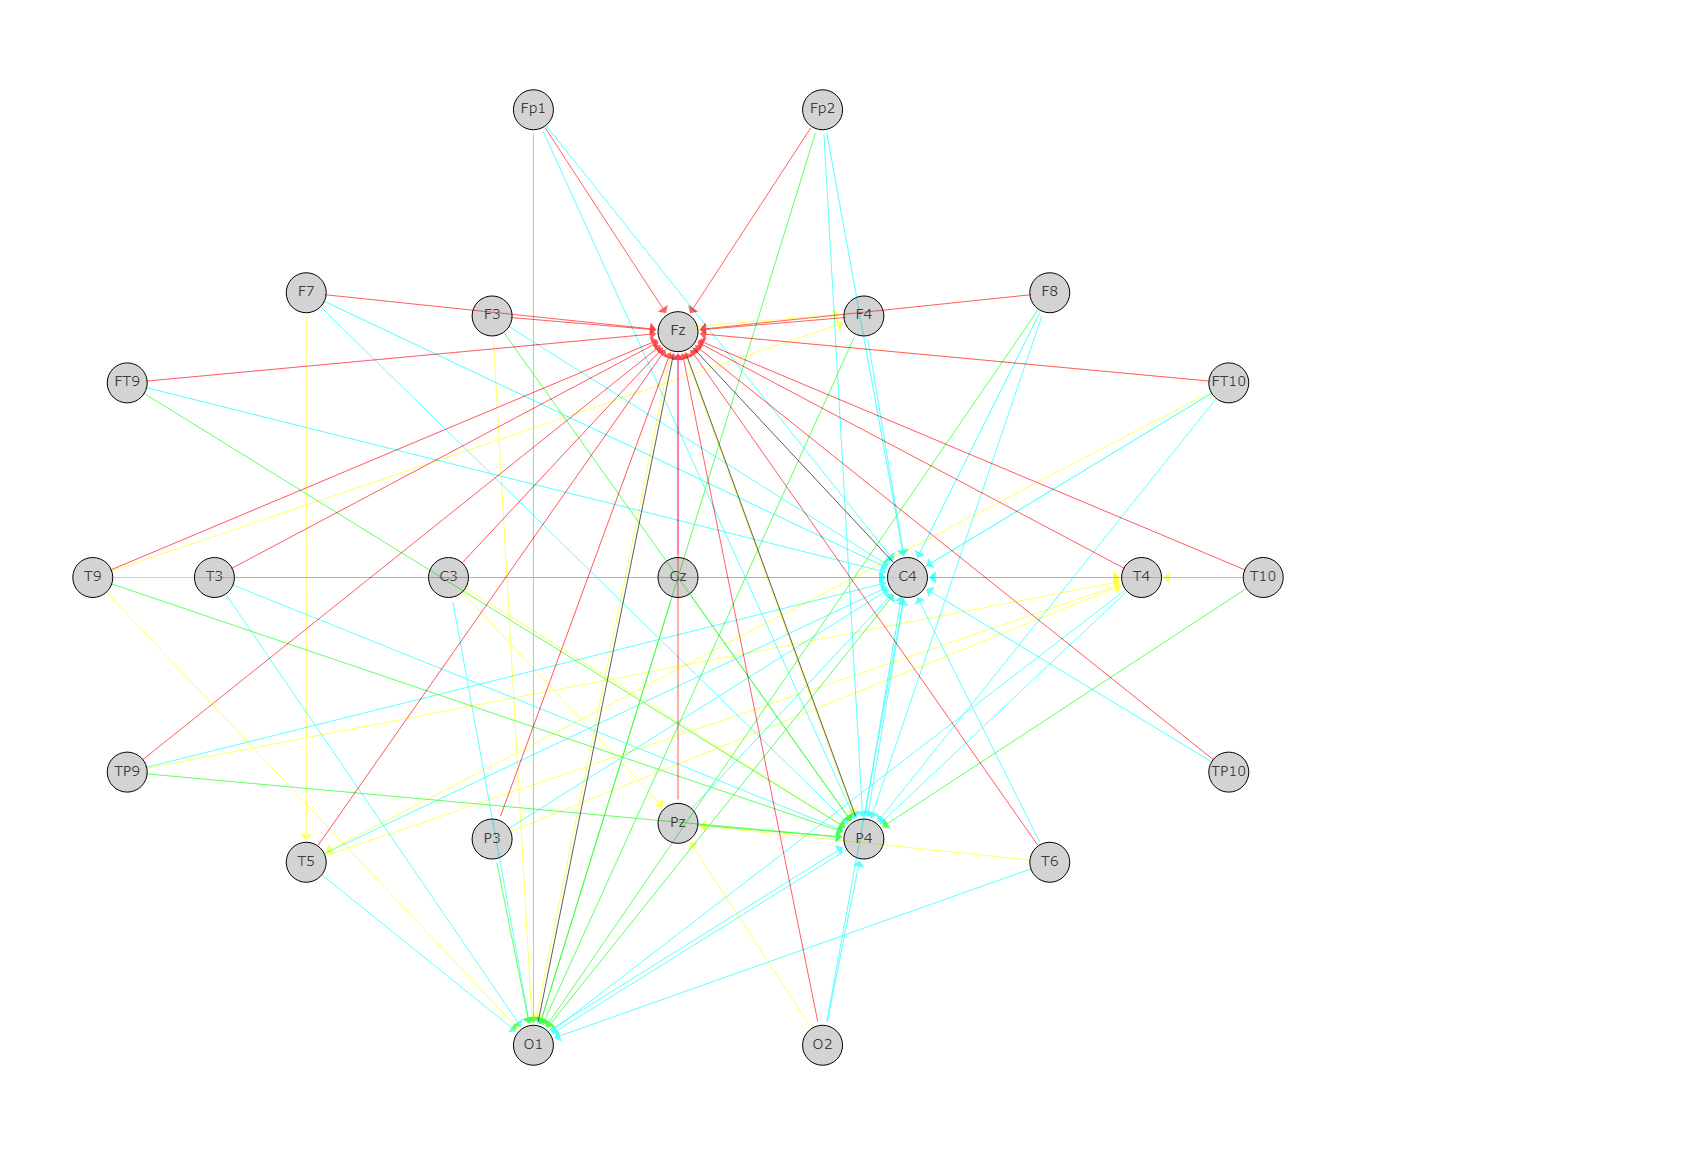 Fp1 Fp2
F7 F3 Fz F4 F8
FT9 FT10
T9 T3 C3 Cz C4 T4 T10
TP9 TP10
T5 P3 Pz P4 T6
O1 O2